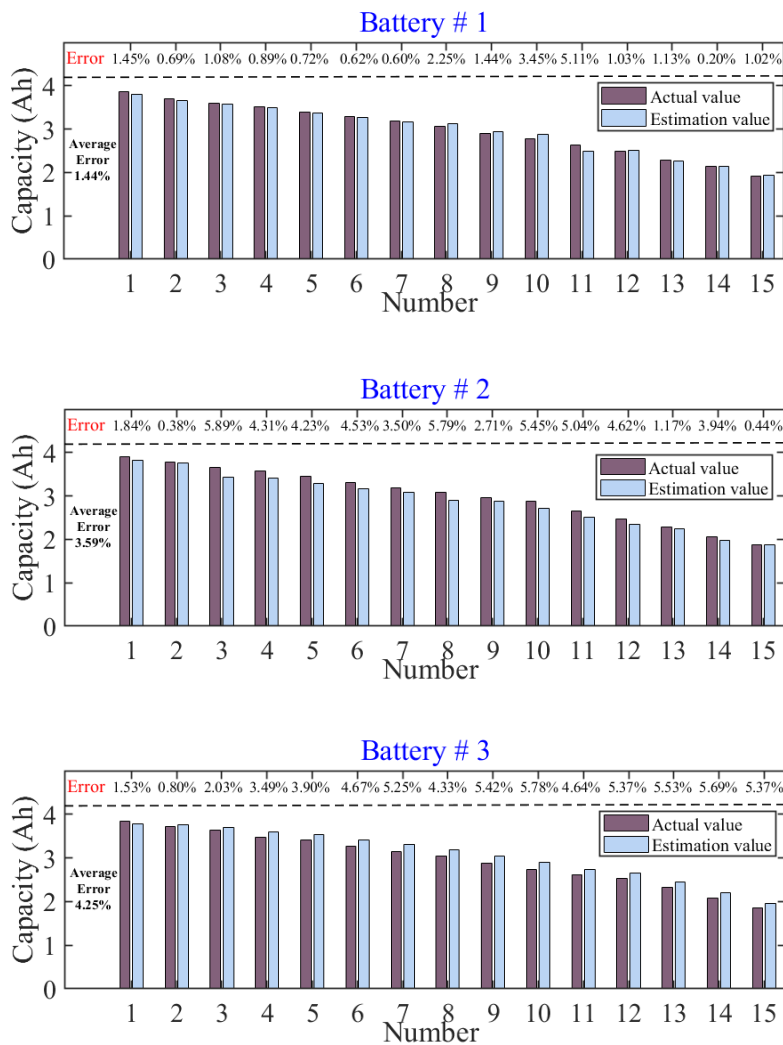 Battery # 1
Error 1.45% 0.69% 1.08% 0.89% 0.72% 0.62% 0.60% 2.25% 1.44% 3.45% 5.11% 1.03% 1.13% 0.20% 1.02%
Capacity (Ah)
4
3
2
1
0
Average
Error
1.44%
Actual value
Estimation value
1 2 3 4 5 6 7 8 9 10 11 12 13 14 15
Number
Battery # 2
Error 1.84% 0.38% 5.89% 4.31% 4.23% 4.53% 3.50% 5.79% 2.71% 5.45% 5.04% 4.62% 1.17% 3.94% 0.44%
Capacity (Ah)
4
3
2
1
0
Average
Error
3.59%
Actual value
Estimation value
1 2 3 4 5 6 7 8 9 10 11 12 13 14 15
Number
Battery # 3
Error 1.53% 0.80% 2.03% 3.49% 3.90% 4.67% 5.25% 4.33% 5.42% 5.78% 4.64% 5.37% 5.53% 5.69% 5.37%
Capacity (Ah)
4
3
2
1
0
Average
Error
4.25%
Actual value
Estimation value
1 2 3 4 5 6 7 8 9 10 11 12 13 14 15
Number